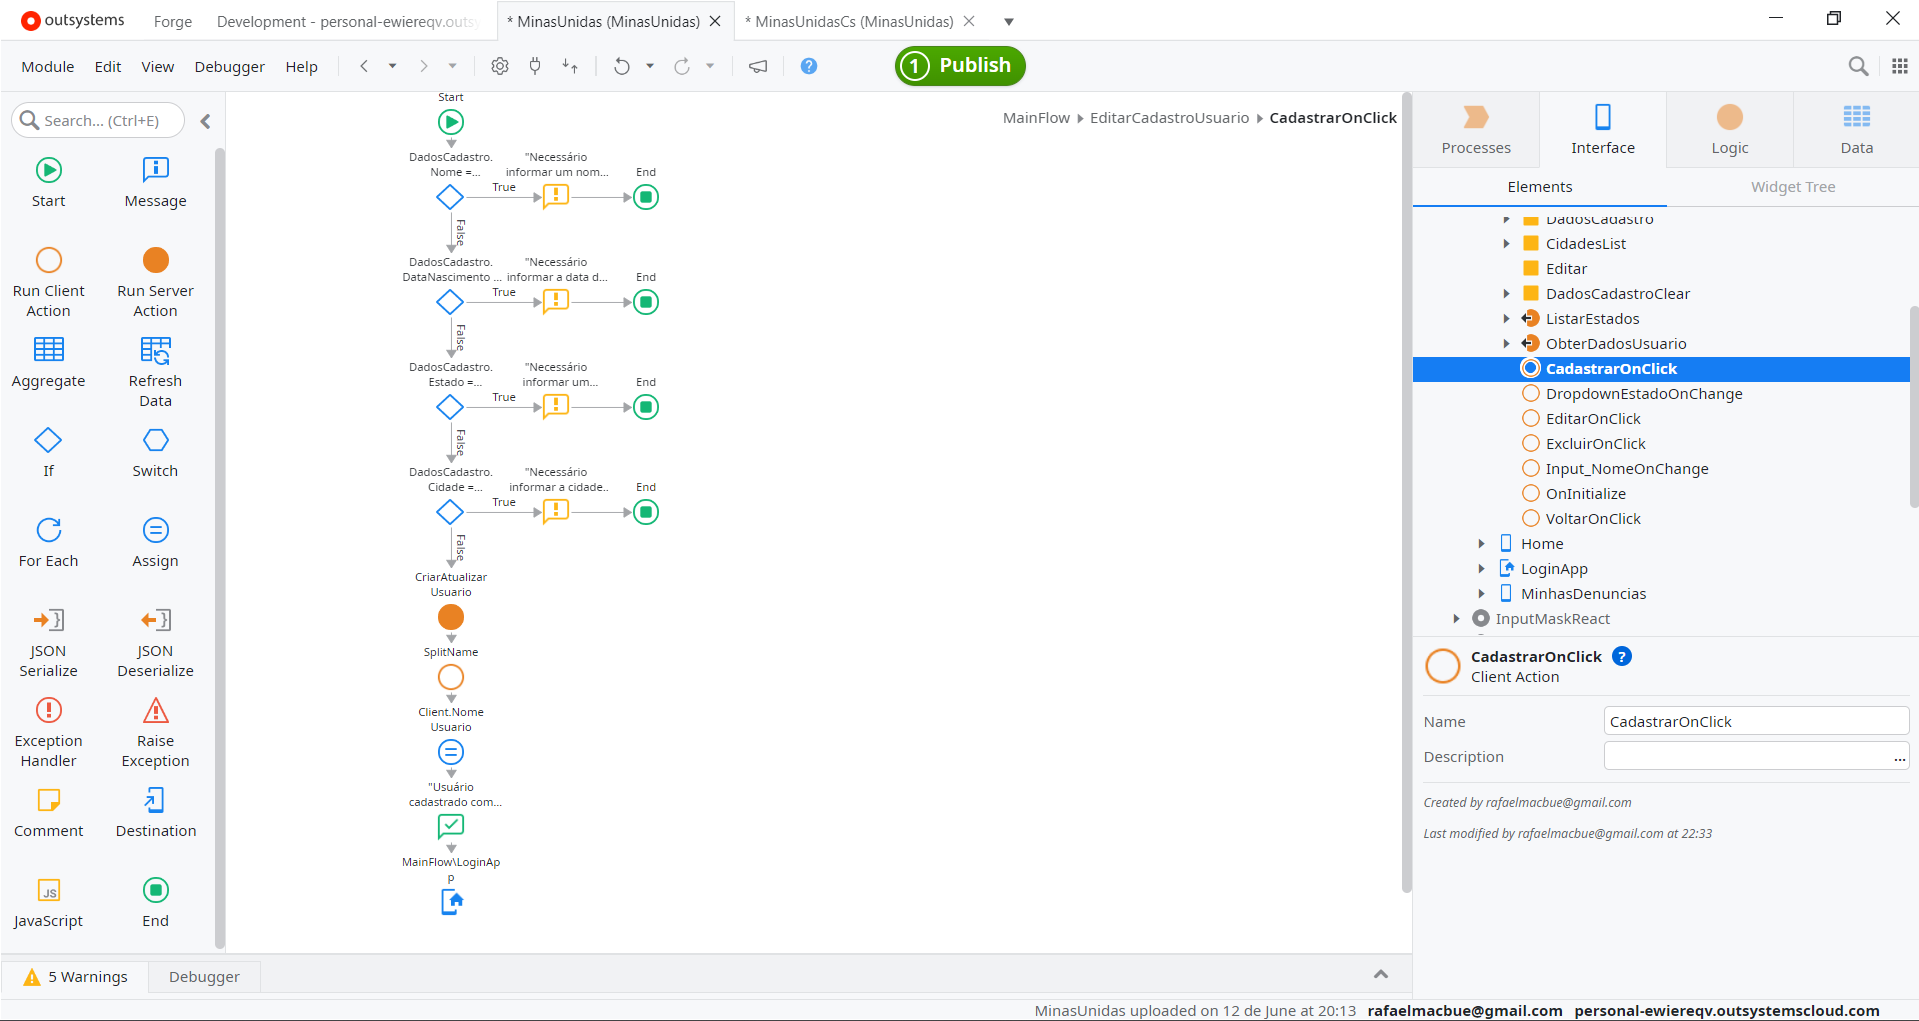 outsystems
Forge
Development - personal-ewiereqv.outs
* MinasUnidas (MinasUnidas)
* MinasUnidasCs (MinasUnidas)
Module
Edit
View
Debugger
Help
1 Publish
Search... (Ctrl+E)
Start
Message
Run Client
Action
Run Server
Action
Aggregate
Refresh
Data
If
Switch
For Each
Assign
JSON
Serialize
JSON
Deserialize
Exception
Handler
Raise
Exception
Comment
Destination
JS
JavaScript
End
MainFlow
EditarCadastroUsuario
CadastrarOnClick
Start
DadosCadastro.
Nome =...
True
"Necessário
informar um nom...
End
False
DadosCadastro.
DataNascimento ...
True
"Necessário
informar a data d...
End
False
DadosCadastro.
Estado =...
True
"Necessário
informar um...
End
False
DadosCadastro.
Cidade =...
True
"Necessário
informar a cidade..
End
False
CriarAtualizar
Usuario
SplitName
Client.Nome
Usuario
"Usuário
cadastrado com...
MainFlow\LoginAp
p
Processes
Interface
Logic
Data
Elements
Widget Tree
DadosCadastro
CidadesList
Editar
DadosCadastroClear
ListarEstados
ObterDadosUsuario
CadastrarOnClick
DropdownEstadoOnChange
EditarOnClick
ExcluirOnClick
Input_NomeOnChange
OnInitialize
VoltarOnClick
Home
LoginApp
MinhasDenuncias
InputMaskReact
CadastrarOnClick ?
Client Action
Name
CadastrarOnClick
Description
...
Created by rafaelmacbue@gmail.com
Last modified by rafaelmacbue@gmail.com at 22:33
5 Warnings
Debugger
MinasUnidas uploaded on 12 de June at 20:13
rafaelmacbue@gmail.com
personal-ewiereqv.outsystemscloud.com